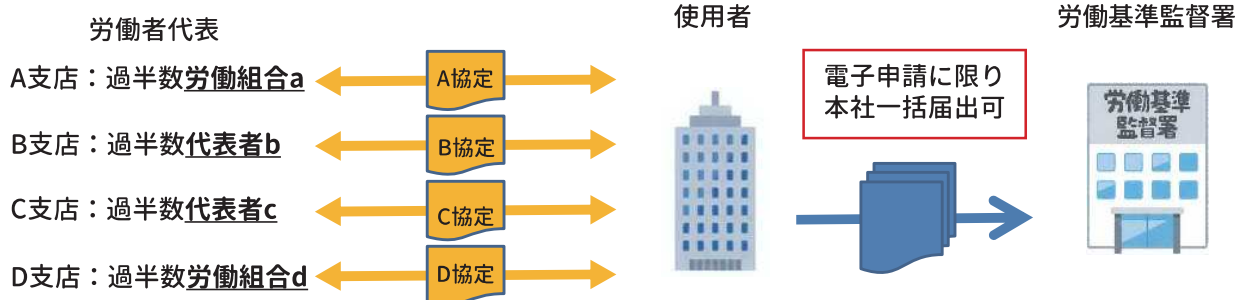 労働者代表
使用者
労働基準監督署
A支店：過半数労働組合a
A協定
B支店：過半数代表者b
B協定
C支店：過半数代表者c
C協定
D支店：過半数労働組合d
D協定
電子申請に限り
本社一括届出可
労働基準
監督署